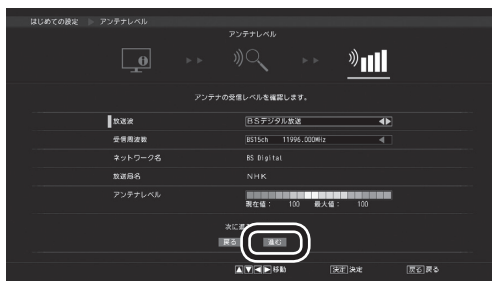 はじめての設定 アンテナレベル
アンテナレベル
アンテナの受信レベルを確認します。
放送波 BSデジタル放送
受信周波数 BS15ch 11996.000MHz
ネットワーク名 BS Digital
放送局名 NHK
アンテナレベル
現在値： 100 最大値： 100
次に進
戻る 進む
▲▼◀▶移動 決定 決定 戻る 戻る